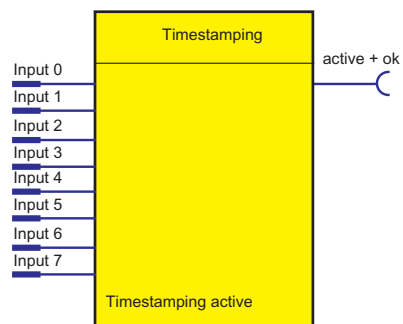 Timestamping
active + ok
Input 0
Input 1
Input 2
Input 3
Input 4
Input 5
Input 6
Input 7
Timestamping active